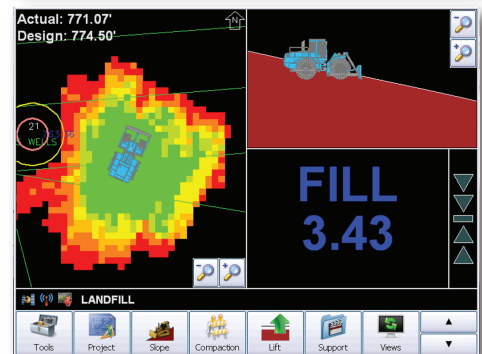 Actual: 771.07'
Design: 774.50'
N
21
WELLS
FILL
3.43
LANDFILL
Tools
Project
Slope
Compaction
Lift
Support
Views